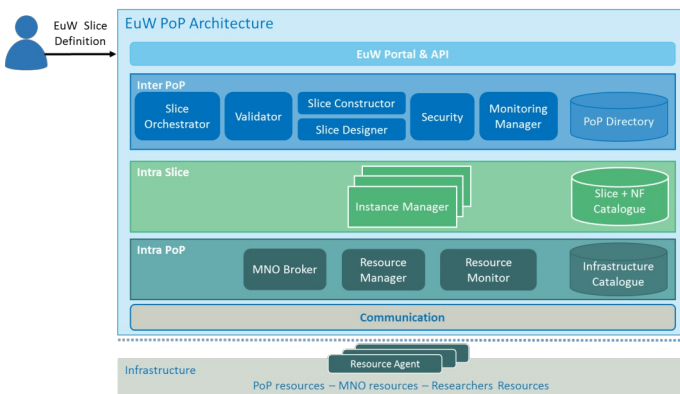 EuW Slice
Definition
EuW PoP Architecture
EuW Portal & API
Inter PoP
Slice
Orchestrator
Validator
Slice Constructor
Slice Designer
Security
Monitoring
Manager
PoP Directory
Intra Slice
Instance Manager
Slice + NF
Catalogue
Intra PoP
MNO Broker
Resource
Manager
Resource
Monitor
Infrastructure
Catalogue
Communication
Resource Agent
Infrastructure
PoP resources – MNO resources – Researchers Resources